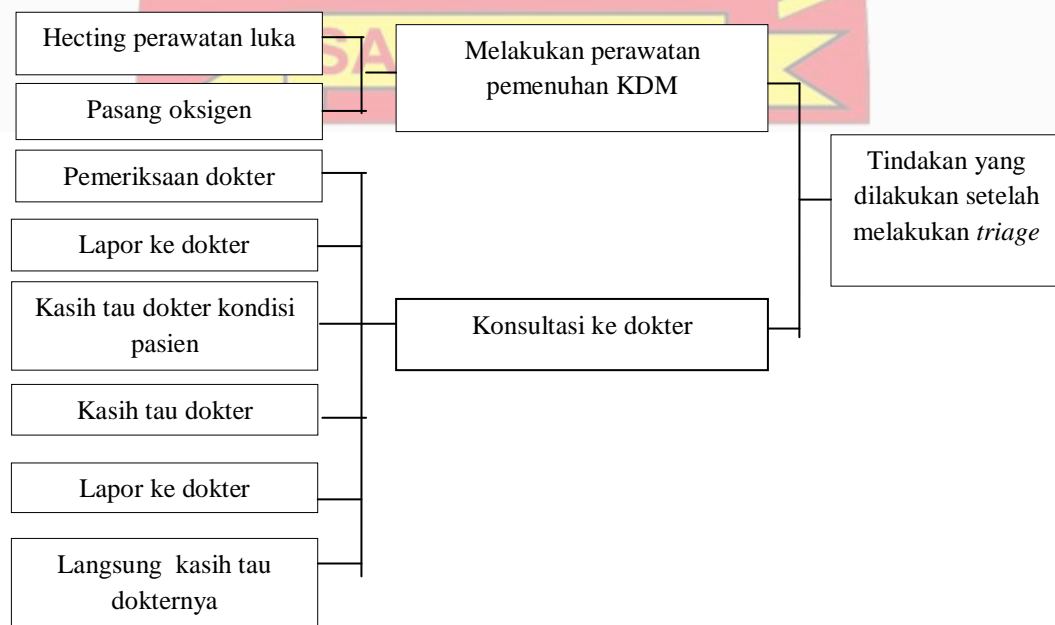 Hecting perawatan luka
Pasang oksigen
Pemeriksaan dokter
Lapor ke dokter
Kasih tau dokter kondisi
pasien
Kasih tau dokter
Lapor ke dokter
Langsung kasih tau
dokternya
SA
Melakukan perawatan
pemenuhan KDM
Konsultasi ke dokter
Tindakan yang
dilakukan setelah
melakukan triage